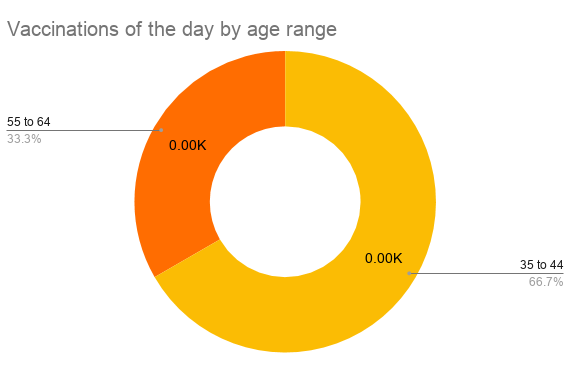 Vaccinations of the day by age range
55 to 64
33.3%
0.00K
0.00K
35 to 44
66.7%